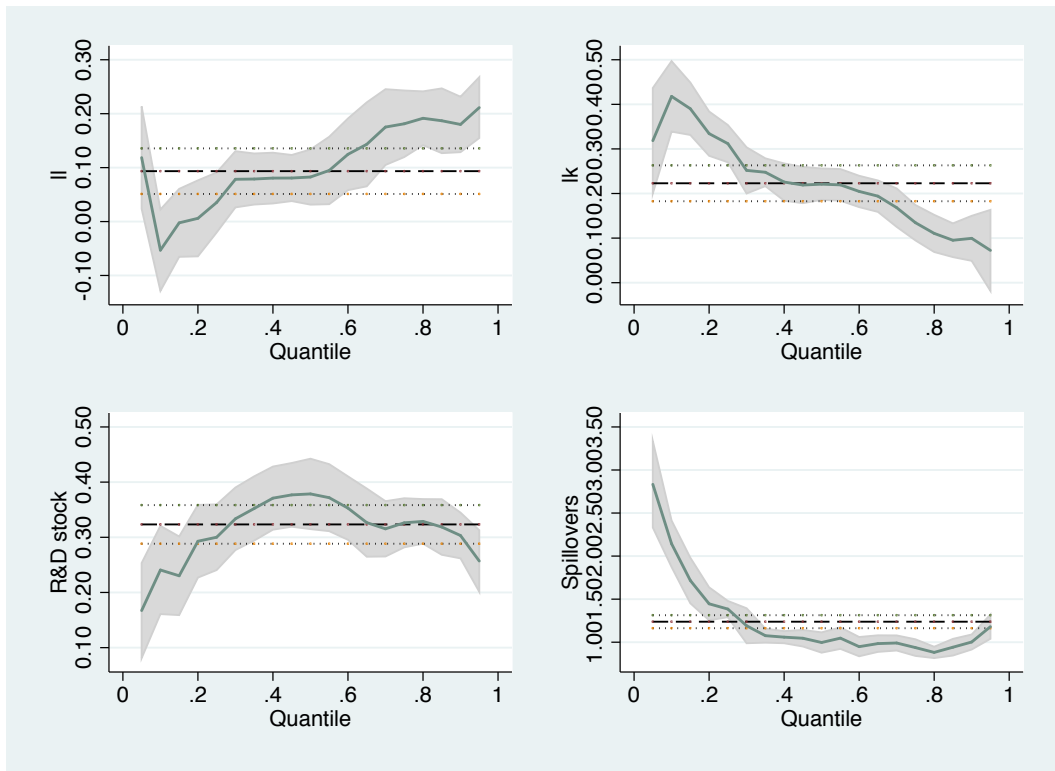 ll
-0.10 0.00 0.10 0.20 0.30
0 .2 .4 .6 .8 1
Quantile
lk
0.000.100.200.300.400.50
0 .2 .4 .6 .8 1
Quantile
R&D stock
0.10 0.20 0.30 0.40 0.50
0 .2 .4 .6 .8 1
Quantile
Spillovers
1.001.502.002.503.003.50
0 .2 .4 .6 .8 1
Quantile